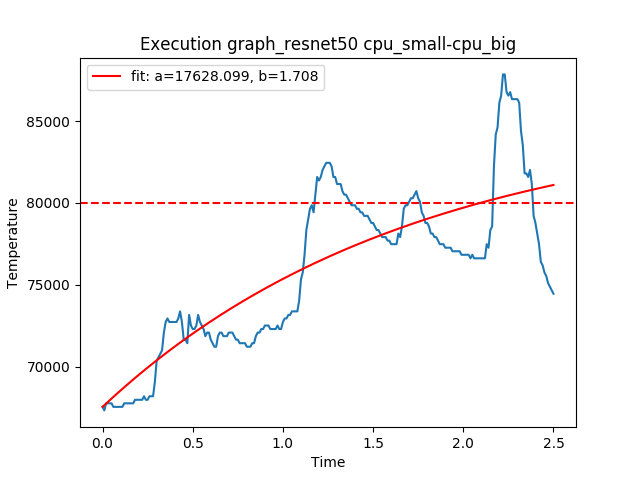 Execution graph_resnet50 cpu_small-cpu_big
fit: a=17628.099, b=1.708
85000
80000
75000
70000
Temperature
0.0 0.5 1.0 1.5 2.0 2.5
Time